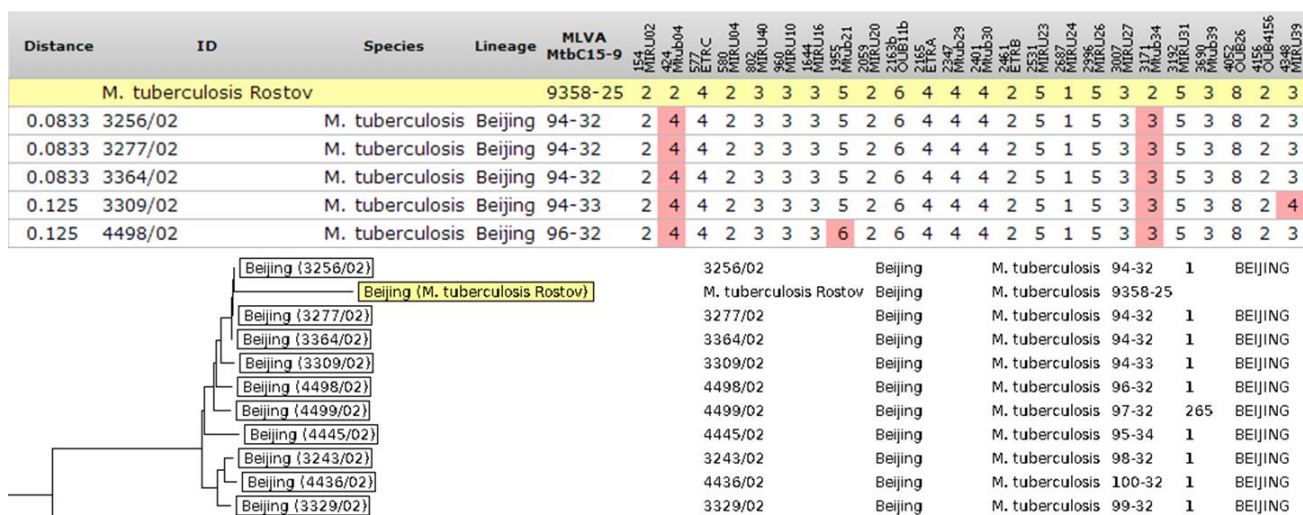 Distance ID Species Lineage MLVA MtbC15-9 154 MIRU02 424 Mtub04 577 ETRC 580 MIRU04 802 MIRU40 960 MIRU10 1644 MIRU16 1955 Mtub21 2059 MIRU20 2163b QUB11b 2165 ETRA 2347 Mtub29 2401 Mtub30 2461 ETRB 2531 MIRU23 2687 MIRU24 2996 MIRU26 3007 MIRU27 3171 Mtub34 3192 MIRU31 3690 Mtub39 4052 QUB26 4156 QUB4156 4348 MIRU39
M. tuberculosis Rostov 9358-25 2 2 4 2 3 3 3 5 2 6 4 4 4 2 5 1 5 3 2 5 3 8 2 3
0.0833 3256/02 M. tuberculosis Beijing 94-32 2 4 4 2 3 3 3 5 2 6 4 4 4 2 5 1 5 3 3 5 3 8 2 3
0.0833 3277/02 M. tuberculosis Beijing 94-32 2 4 4 2 3 3 3 5 2 6 4 4 4 2 5 1 5 3 3 5 3 8 2 3
0.0833 3364/02 M. tuberculosis Beijing 94-32 2 4 4 2 3 3 3 5 2 6 4 4 4 2 5 1 5 3 3 5 3 8 2 3
0.125 3309/02 M. tuberculosis Beijing 94-33 2 4 4 2 3 3 3 5 2 6 4 4 4 2 5 1 5 3 3 5 3 8 2 4
0.125 4498/02 M. tuberculosis Beijing 96-32 2 4 4 2 3 3 3 6 2 6 4 4 4 2 5 1 5 3 3 5 3 8 2 3
Beijing (3256/02) 3256/02 Beijing M. tuberculosis 94-32 1 BEIJING
Beijing (M. tuberculosis Rostov) M. tuberculosis Rostov Beijing M. tuberculosis 9358-25
Beijing (3277/02) 3277/02 Beijing M. tuberculosis 94-32 1 BEIJING
Beijing (3364/02) 3364/02 Beijing M. tuberculosis 94-32 1 BEIJING
Beijing (3309/02) 3309/02 Beijing M. tuberculosis 94-33 1 BEIJING
Beijing (4498/02) 4498/02 Beijing M. tuberculosis 96-32 1 BEIJING
Beijing (4499/02) 4499/02 Beijing M. tuberculosis 97-32 265 BEIJING
Beijing (4445/02) 4445/02 Beijing M. tuberculosis 95-34 1 BEIJING
Beijing (3243/02) 3243/02 Beijing M. tuberculosis 98-32 1 BEIJING
Beijing (4436/02) 4436/02 Beijing M. tuberculosis 100-32 1 BEIJING
Beijing (3329/02) 3329/02 Beijing M. tuberculosis 99-32 1 BEIJING